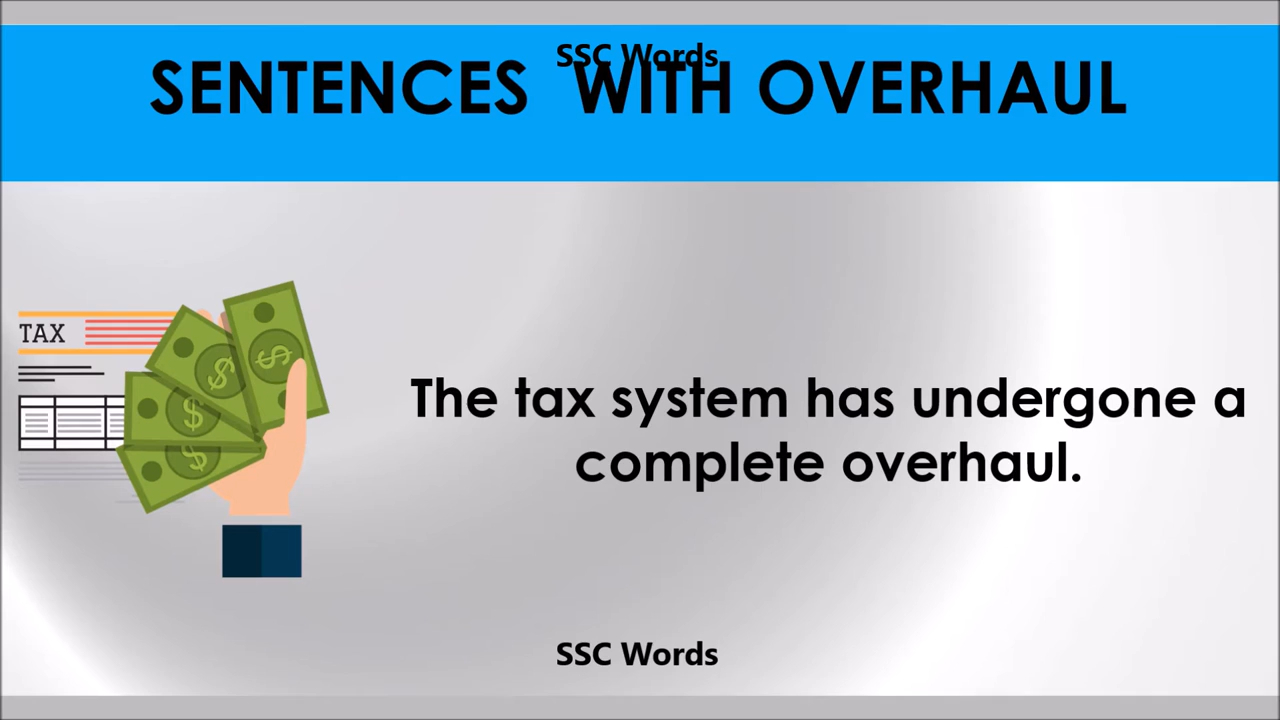 SSC Words
SENTENCES WITH OVERHAUL
TAX
The tax system has undergone a
complete overhaul.
SSC Words